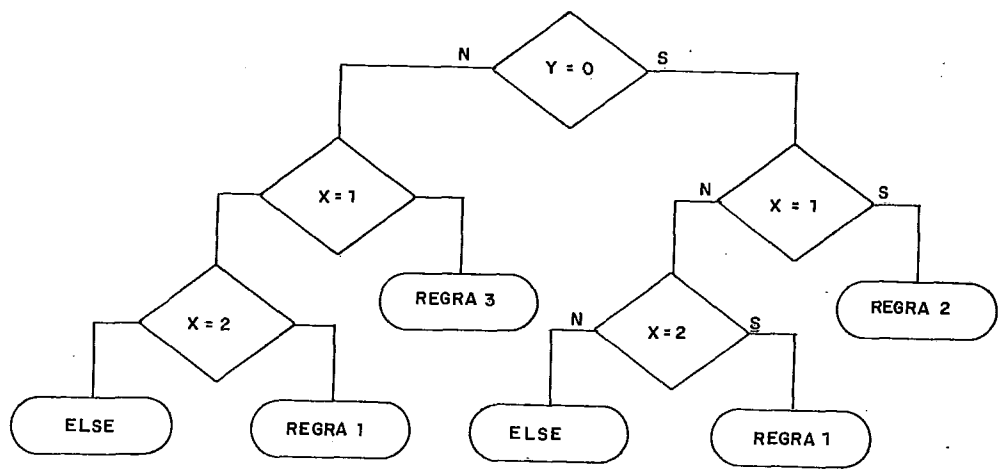 N
Y = 0
S
X = 1
N
X = 1
S
REGRA 3
REGRA 2
X = 2
N
X = 2
S
ELSE
REGRA 1
ELSE
REGRA 1